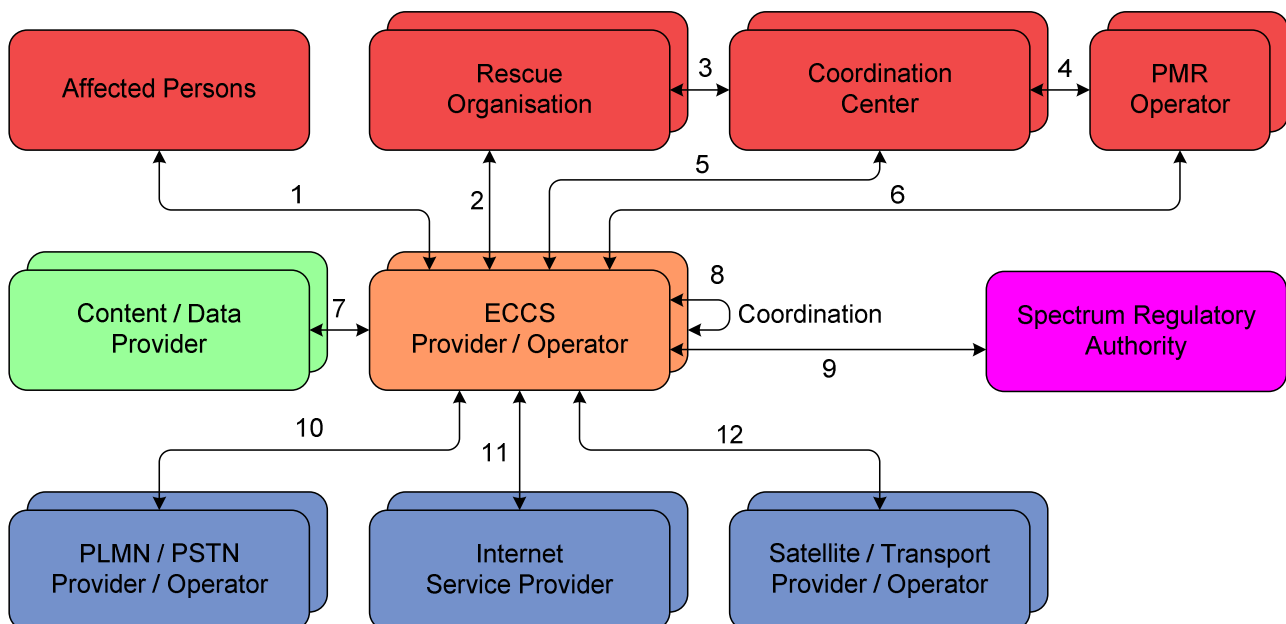 Affected Persons
Rescue
Organisation
3
Coordination
Center
4
PMR
Operator
1
2
5
6
Content / Data
Provider
7
ECCS
Provider / Operator
8
Coordination
9
Spectrum Regulatory
Authority
10
11
12
PLMN / PSTN
Provider / Operator
Internet
Service Provider
Satellite / Transport
Provider / Operator